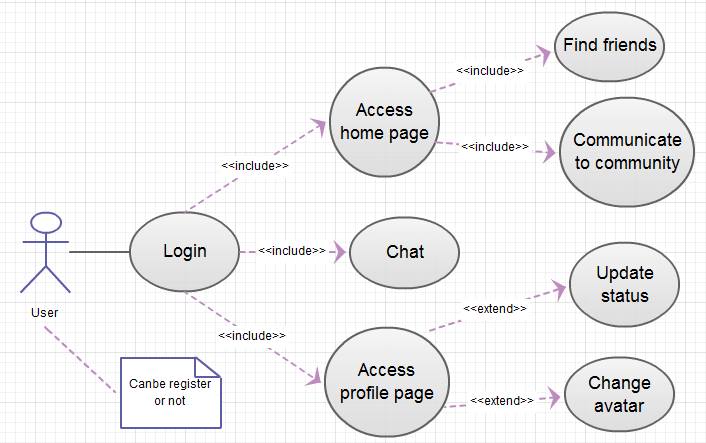 Find friends
<<include>>
Access
home page
<<include>>
Communicate
to community
<<include>>
Login
<<include>>
Chat
User
<<include>>
Update
status
<<extend>>
Access
profile page
<<extend>>
Change
avatar
Canbe register
or not